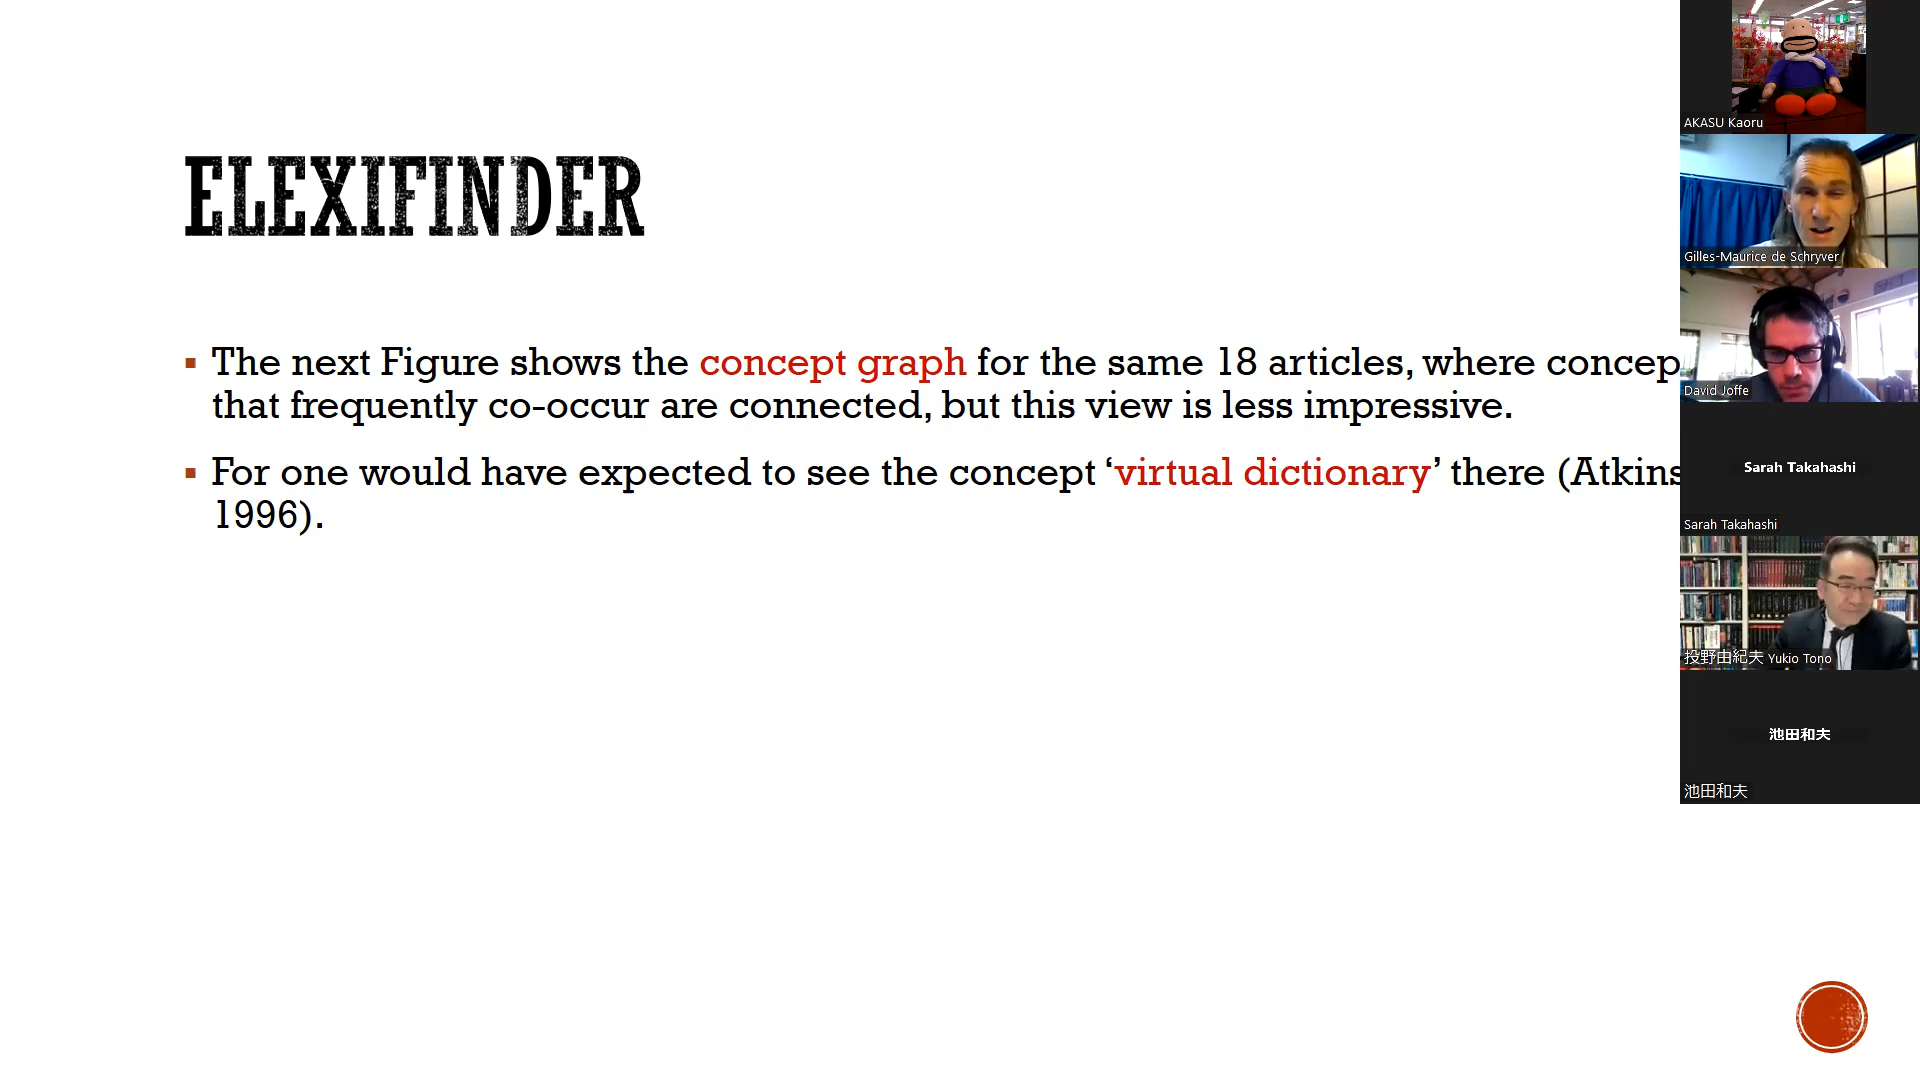 ELEXIFINDER
▪ The next Figure shows the concept graph for the same 18 articles, where concep
that frequently co-occur are connected, but this view is less impressive.
▪ For one would have expected to see the concept ‘virtual dictionary’ there (Atkins
1996).
AKASU Kaoru
Gilles-Maurice de Schryver
David Joffe
Sarah Takahashi
Sarah Takahashi
投野由紀夫 Yukio Tono
池田和夫
池田和夫